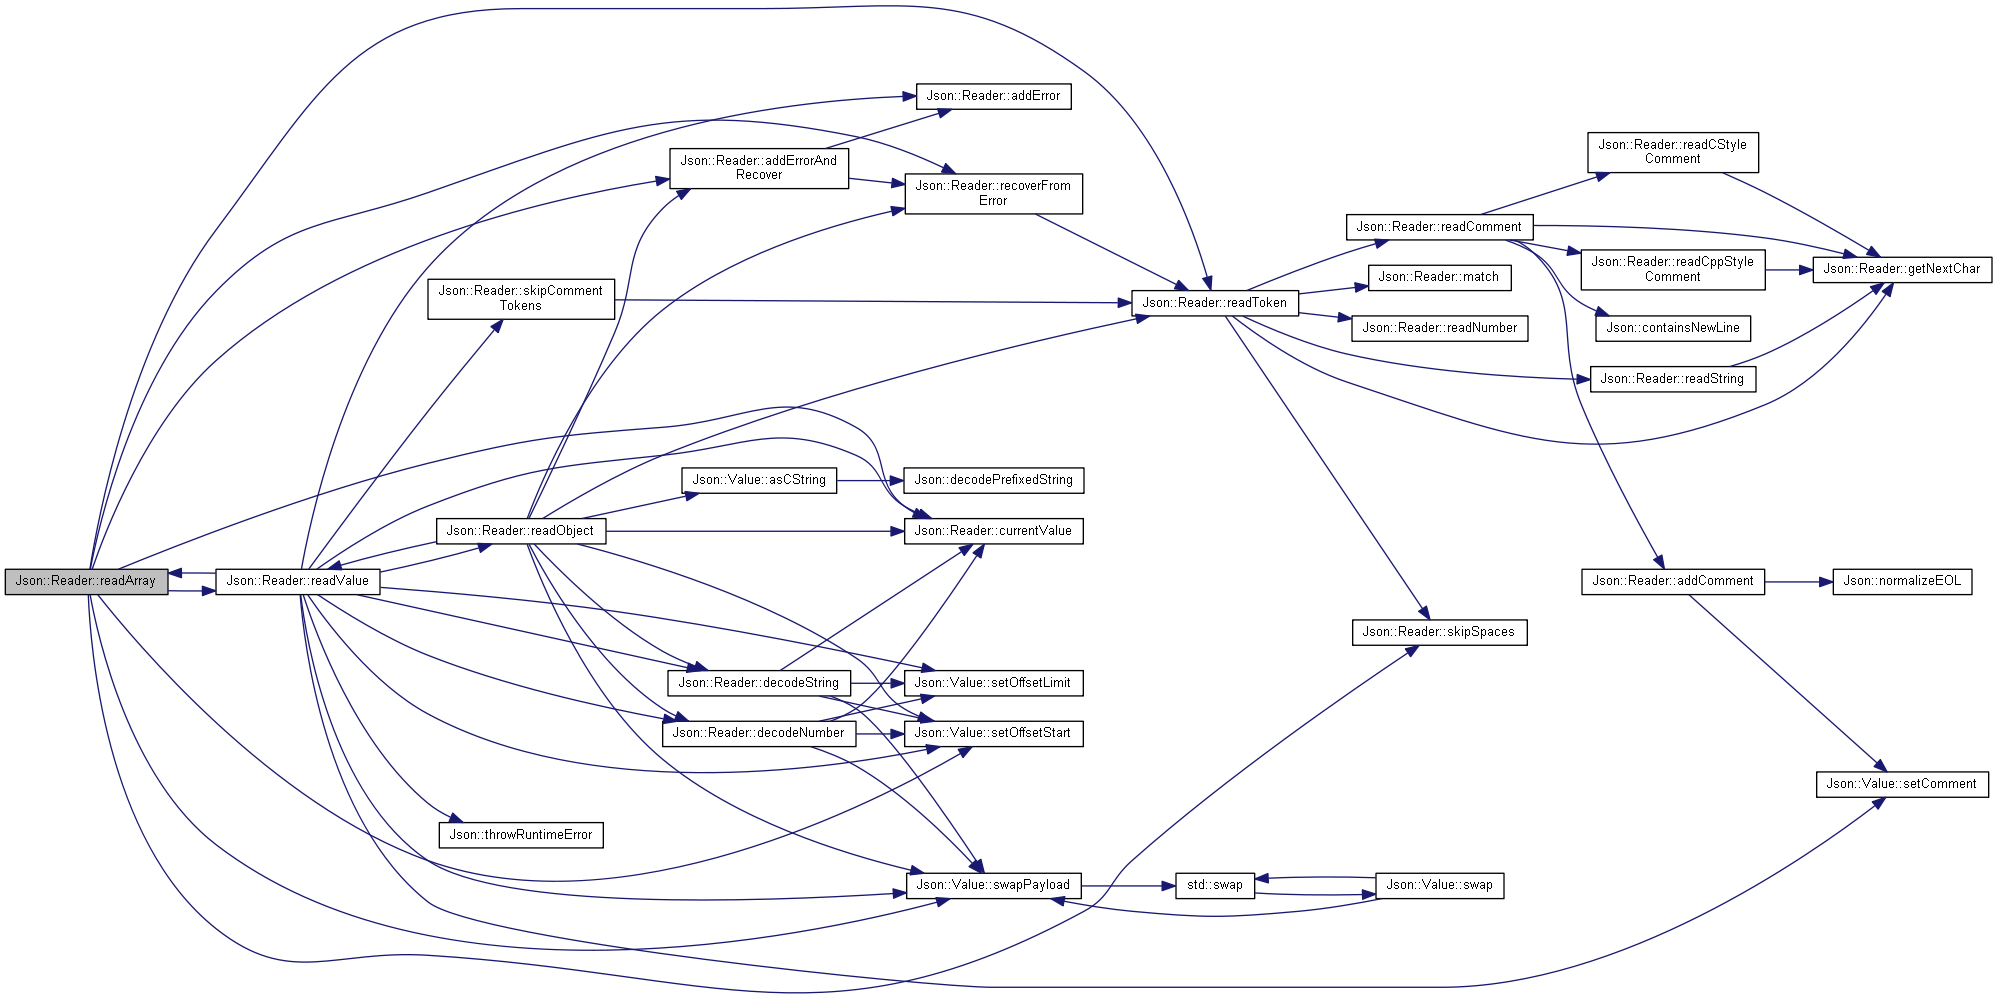 Json::Reader::addError
Json::Reader::readCStyle
Comment
Json::Reader::addErrorAnd
Recover
Json::Reader::recoverFrom
Error
Json::Reader::readComment
Json::Reader::readCppStyle
Comment
Json::Reader::getNextChar
Json::Reader::match
Json::Reader::skipComment
Tokens
Json::Reader::readToken
Json::Reader::readNumber
Json::containsNewLine
Json::Reader::readString
Json::Value::asCString
Json::decodePrefixedString
Json::Reader::readObject
Json::Reader::currentValue
Json::Reader::readArray
Json::Reader::readValue
Json::Reader::addComment
Json::normalizeEOL
Json::Reader::skipSpaces
Json::Reader::decodeString
Json::Value::setOffsetLimit
Json::Reader::decodeNumber
Json::Value::setOffsetStart
Json::Value::setComment
Json::throwRuntimeError
Json::Value::swapPayload
std::swap
Json::Value::swap